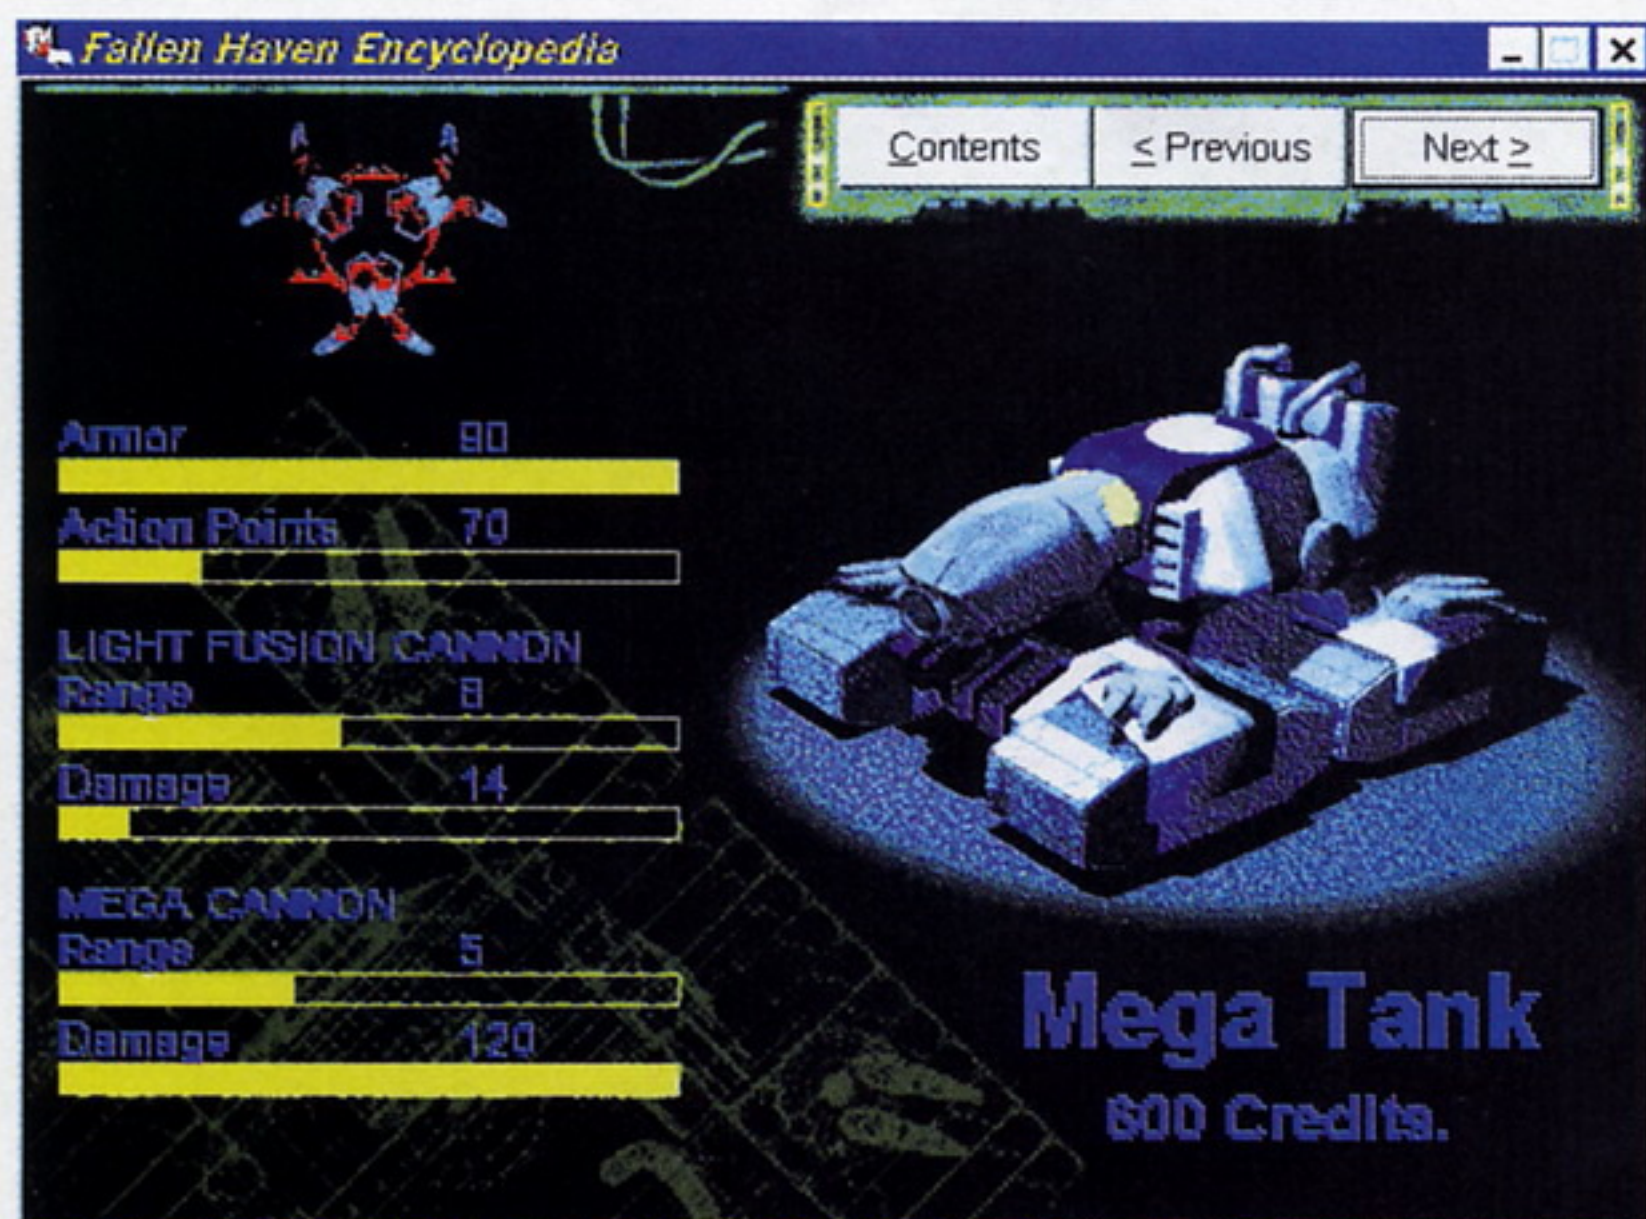 Fallen Haven Encyclopedia
Contents
< Previous
Next >
Armor 90
Action Points 70
LIGHT FUSION CANNON
Range 8
Damage 14
MEGA CANNON
Range 5
Damage 120
Mega Tank
600 Credits.